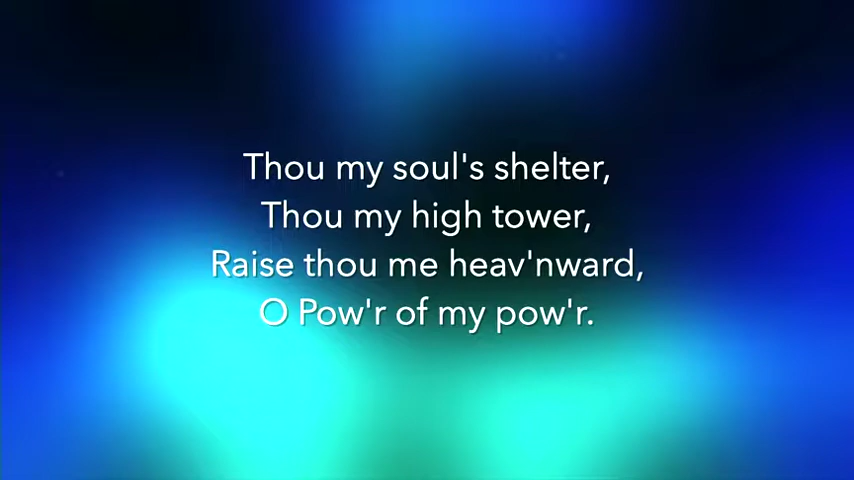 Thou my soul's shelter,
Thou my high tower,
Raise thou me heav'nward,
O Pow'r of my pow'r.